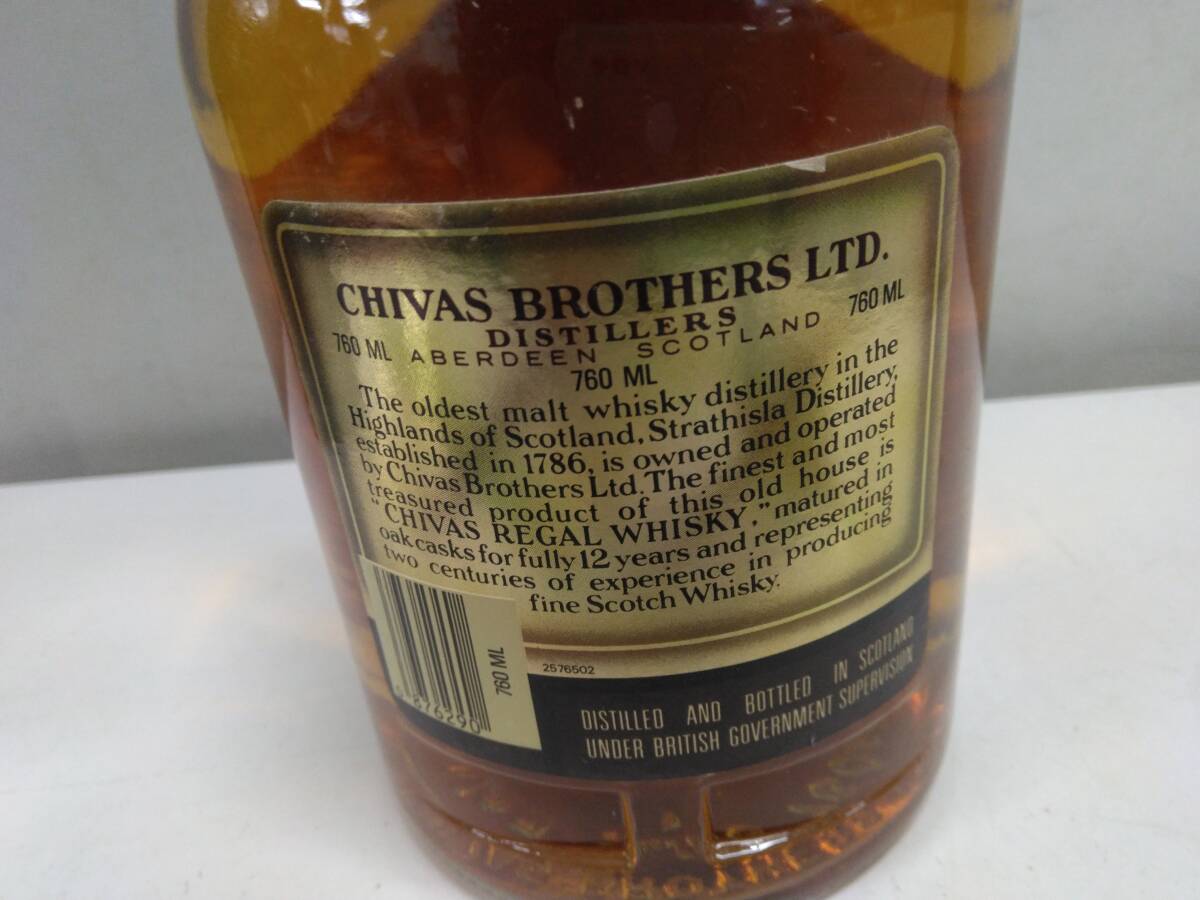 CHIVAS BROTHERS LTD.
DISTILLERS
760 ML ABERDEEN SCOTLAND 760 ML
760 ML
The oldest malt whisky distillery in the
Highlands of Scotland, Strathisla Distillery,
established in 1786, is owned and operated
by Chivas Brothers Ltd. The finest and most
treasured product of this old house is
"CHIVAS REGAL WHISKY," matured in
oak casks for fully 12 years and representing
two centuries of experience in producing
fine Scotch Whisky.
760 ML
2576502
DISTILLED AND BOTTLED IN SCOTLAND
UNDER BRITISH GOVERNMENT SUPERVISION